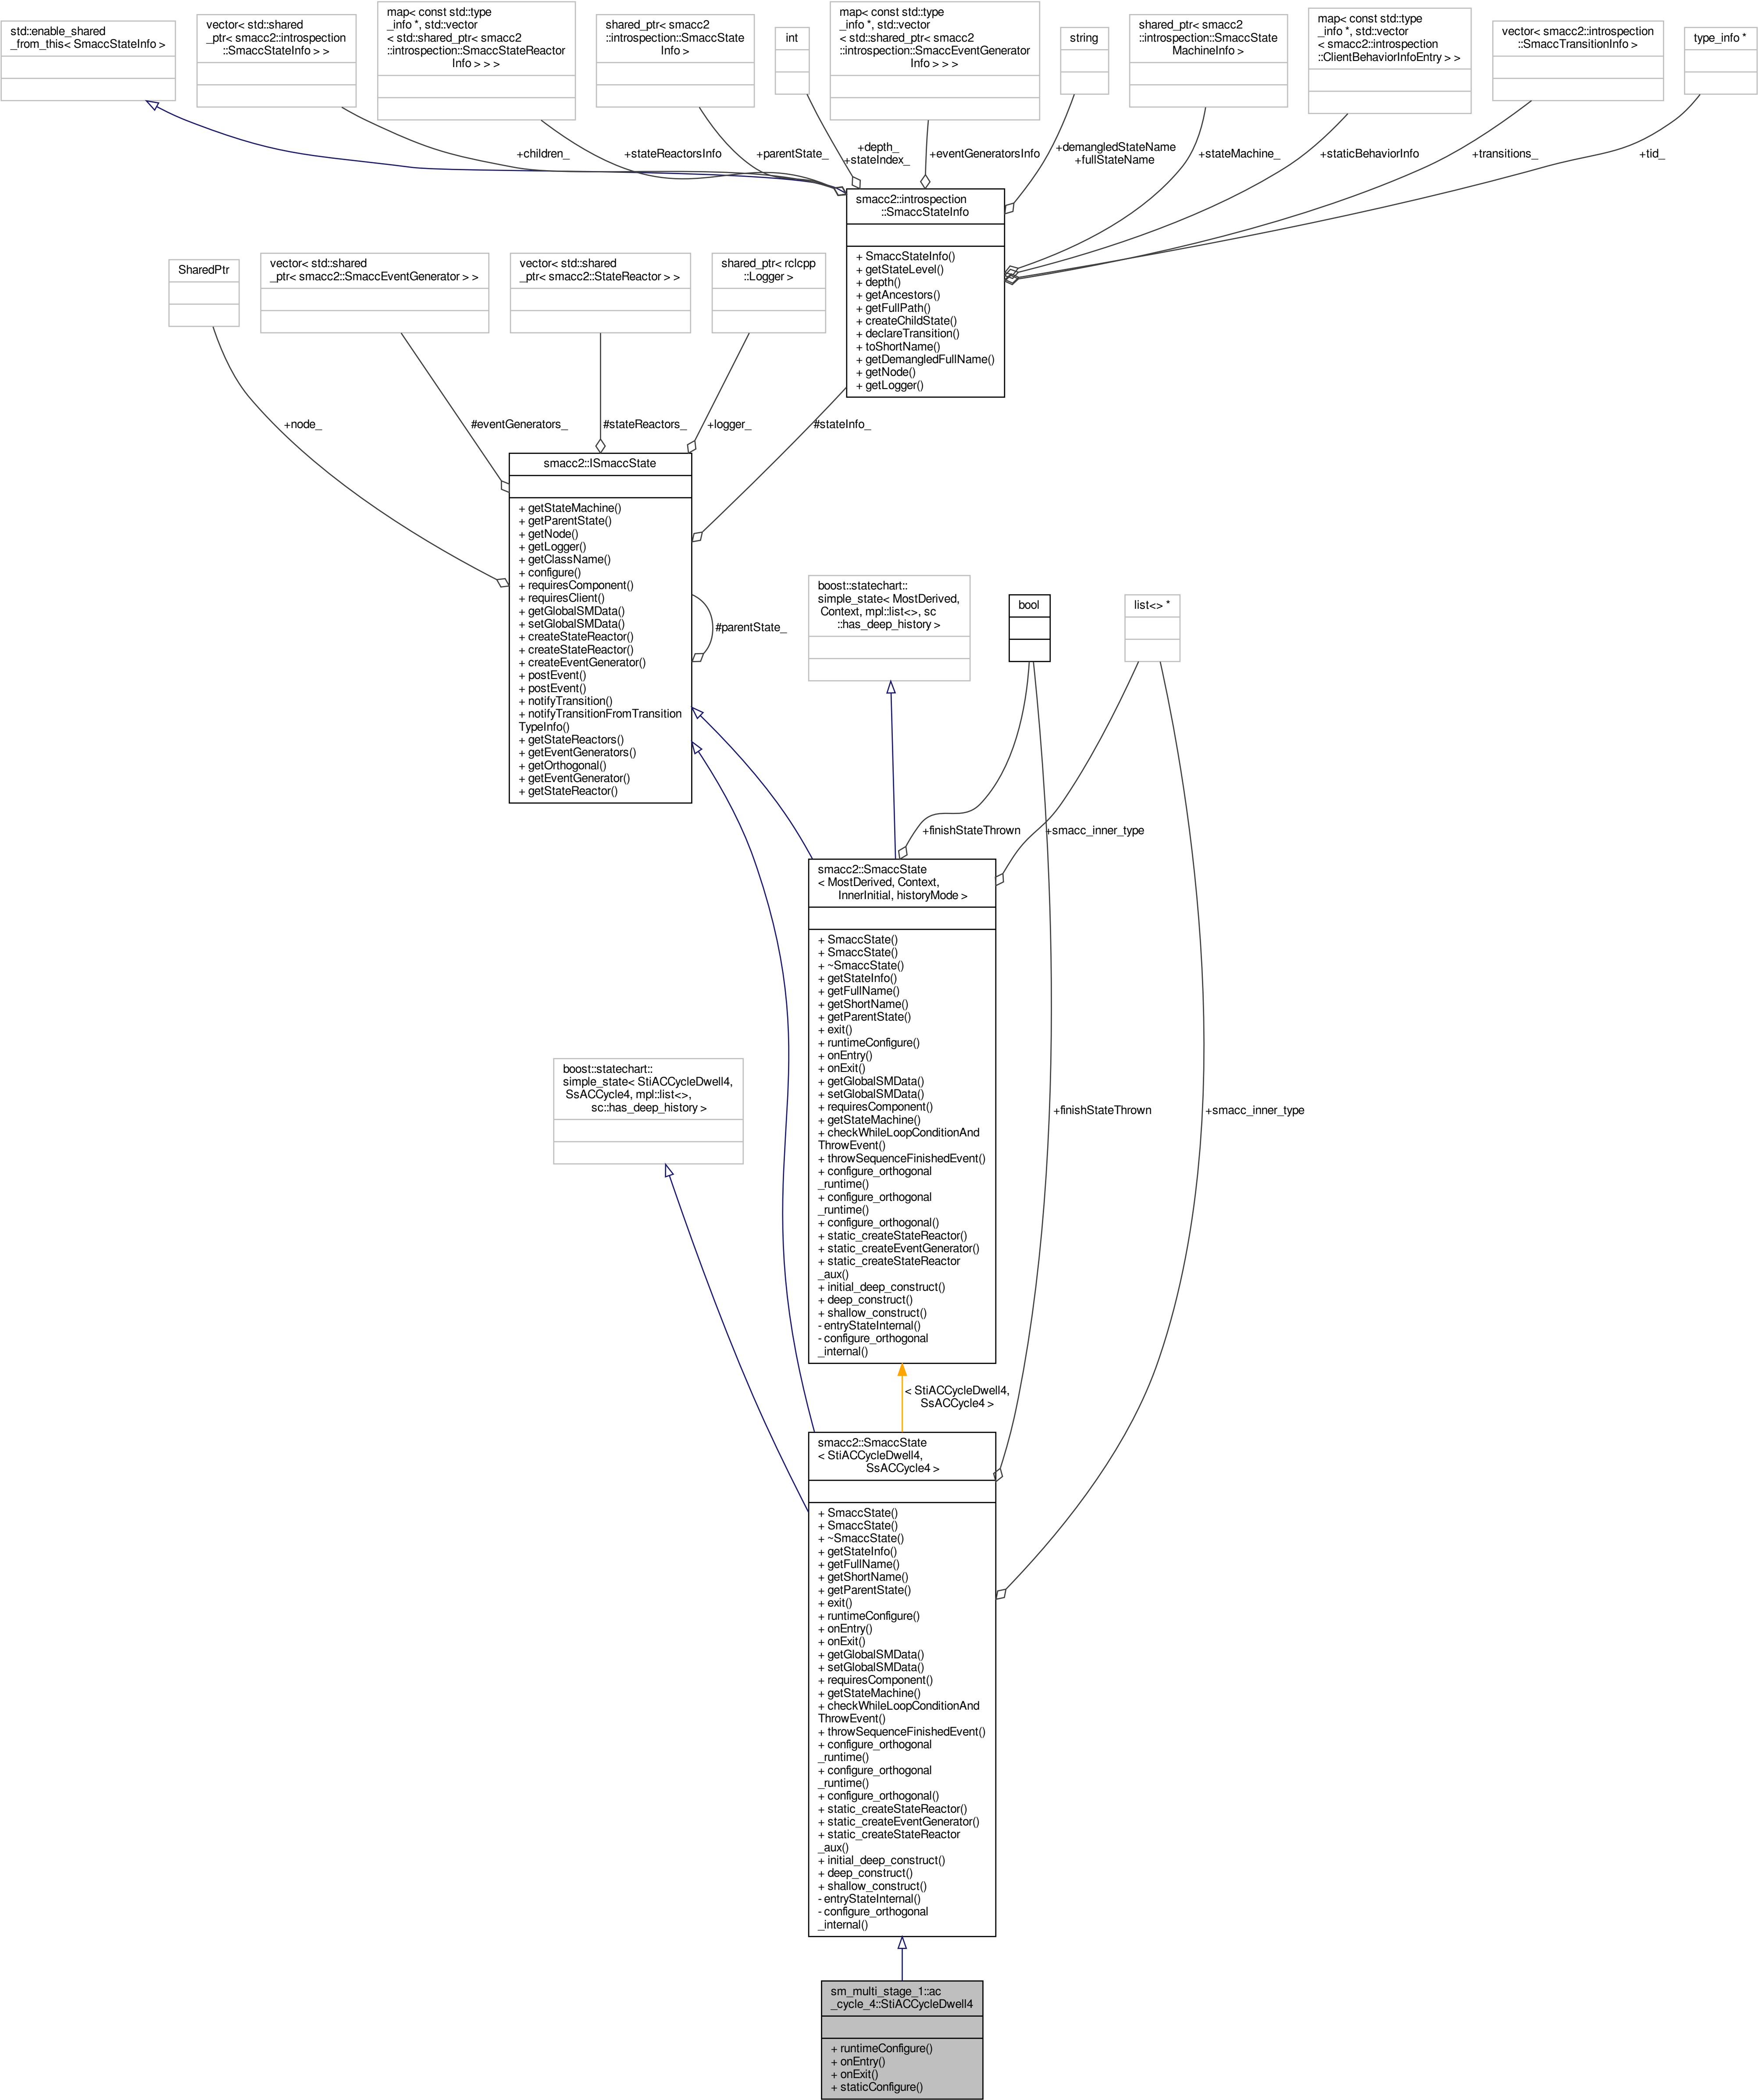 std::enable_shared
_from_this< SmaccStateInfo >
vector< std::shared
_ptr< smacc2::introspection
::SmaccStateInfo > >
map< const std::type
_info *, std::vector
< std::shared_ptr< smacc2
::introspection::SmaccStateReactor
Info > > >
shared_ptr< smacc2
::introspection::SmaccState
Info >
int
map< const std::type
_info *, std::vector
< std::shared_ptr< smacc2
::introspection::SmaccEventGenerator
Info > > >
string
shared_ptr< smacc2
::introspection::SmaccState
MachineInfo >
map< const std::type
_info *, std::vector
< smacc2::introspection
::ClientBehaviorInfoEntry > >
vector< smacc2::introspection
::SmaccTransitionInfo >
type_info *
+children_
+stateReactorsInfo
+parentState_
+depth_
+stateIndex_
+eventGeneratorsInfo
+demangledStateName
+fullStateName
+stateMachine_
+staticBehaviorInfo
+transitions_
+tid_
smacc2::introspection
::SmaccStateInfo
+ SmaccStateInfo()
+ getStateLevel()
+ depth()
+ getAncestors()
+ getFullPath()
+ createChildState()
+ declareTransition()
+ toShortName()
+ getDemangledFullName()
+ getNode()
+ getLogger()
SharedPtr
vector< std::shared
_ptr< smacc2::SmaccEventGenerator > >
vector< std::shared
_ptr< smacc2::StateReactor > >
shared_ptr< rclcpp
::Logger >
+node_
#eventGenerators_
#stateReactors_
+logger_
#stateInfo_
smacc2::ISmaccState
+ getStateMachine()
+ getParentState()
+ getNode()
+ getLogger()
+ getClassName()
+ configure()
+ requiresComponent()
+ requiresClient()
+ getGlobalSMData()
+ setGlobalSMData()
+ createStateReactor()
+ createStateReactor()
+ createEventGenerator()
+ postEvent()
+ postEvent()
+ notifyTransition()
+ notifyTransitionFromTransition
TypeInfo()
+ getStateReactors()
+ getEventGenerators()
+ getOrthogonal()
+ getEventGenerator()
+ getStateReactor()
#parentState_
boost::statechart::
simple_state< MostDerived,
Context, mpl::list<>, sc
::has_deep_history >
bool
list<> *
+finishStateThrown
+smacc_inner_type
smacc2::SmaccState
< MostDerived, Context,
InnerInitial, historyMode >
+ SmaccState()
+ SmaccState()
+ ~SmaccState()
+ getStateInfo()
+ getFullName()
+ getShortName()
+ getParentState()
+ exit()
+ runtimeConfigure()
+ onEntry()
+ onExit()
+ getGlobalSMData()
+ setGlobalSMData()
+ requiresComponent()
+ getStateMachine()
+ checkWhileLoopConditionAnd
ThrowEvent()
+ throwSequenceFinishedEvent()
+ configure_orthogonal
_runtime()
+ configure_orthogonal
_runtime()
+ configure_orthogonal()
+ static_createStateReactor()
+ static_createEventGenerator()
+ static_createStateReactor
_aux()
+ initial_deep_construct()
+ deep_construct()
+ shallow_construct()
- entryStateInternal()
- configure_orthogonal
_internal()
boost::statechart::
simple_state< StiACCycleDwell4,
SsACCycle4, mpl::list<>,
sc::has_deep_history >
+finishStateThrown
+smacc_inner_type
< StiACCycleDwell4,
SsACCycle4 >
smacc2::SmaccState
< StiACCycleDwell4,
SsACCycle4 >
+ SmaccState()
+ SmaccState()
+ ~SmaccState()
+ getStateInfo()
+ getFullName()
+ getShortName()
+ getParentState()
+ exit()
+ runtimeConfigure()
+ onEntry()
+ onExit()
+ getGlobalSMData()
+ setGlobalSMData()
+ requiresComponent()
+ getStateMachine()
+ checkWhileLoopConditionAnd
ThrowEvent()
+ throwSequenceFinishedEvent()
+ configure_orthogonal
_runtime()
+ configure_orthogonal
_runtime()
+ configure_orthogonal()
+ static_createStateReactor()
+ static_createEventGenerator()
+ static_createStateReactor
_aux()
+ initial_deep_construct()
+ deep_construct()
+ shallow_construct()
- entryStateInternal()
- configure_orthogonal
_internal()
sm_multi_stage_1::ac
_cycle_4::StiACCycleDwell4
+ runtimeConfigure()
+ onEntry()
+ onExit()
+ staticConfigure()